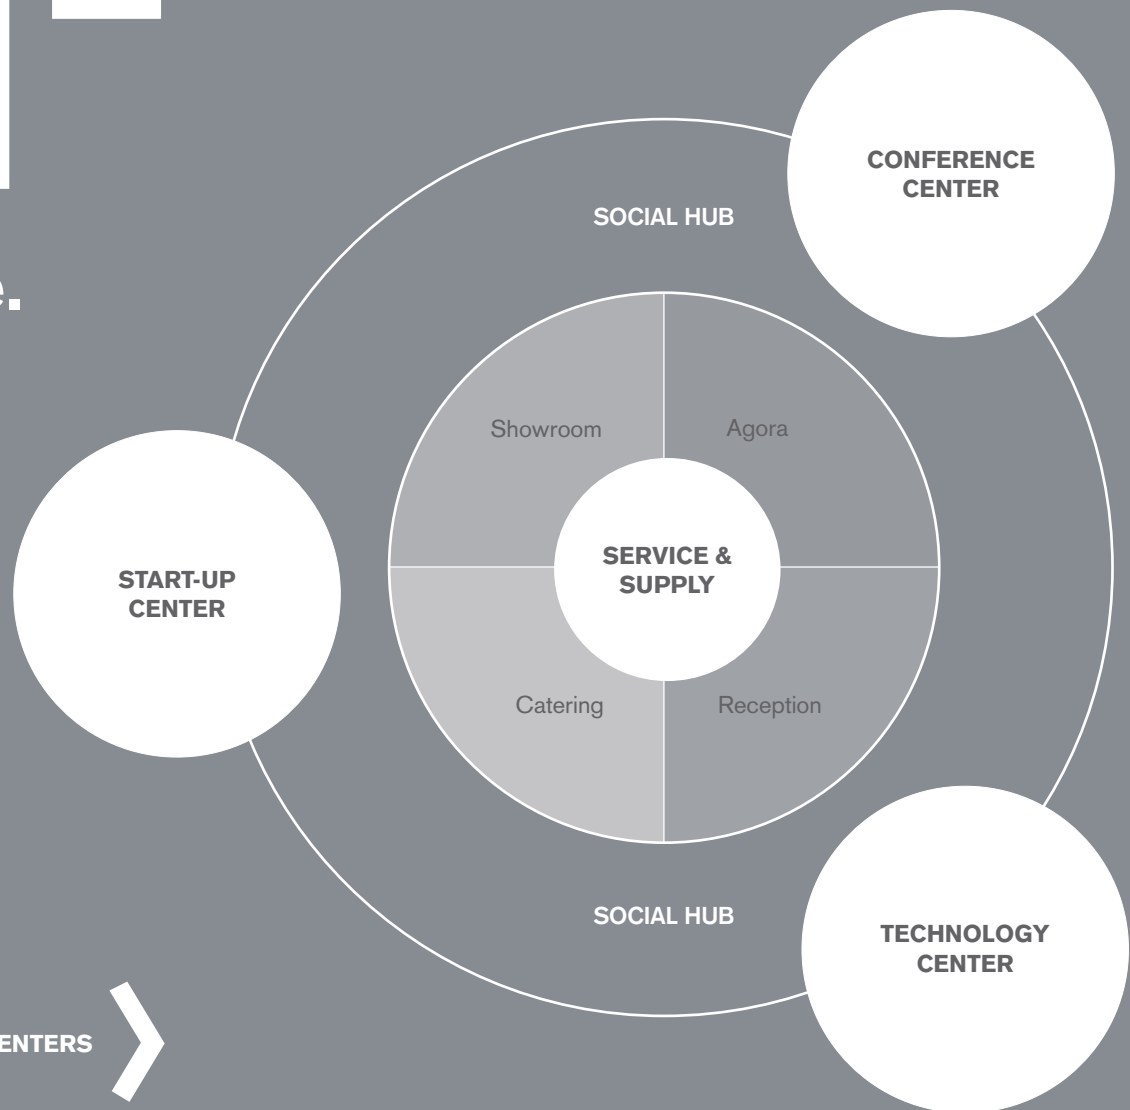 CONFERENCE
CENTER
SOCIAL HUB
Showroom
Agora
SERVICE &
SUPPLY
START-UP
CENTER
Catering
Reception
SOCIAL HUB
TECHNOLOGY
CENTER
ENTERS